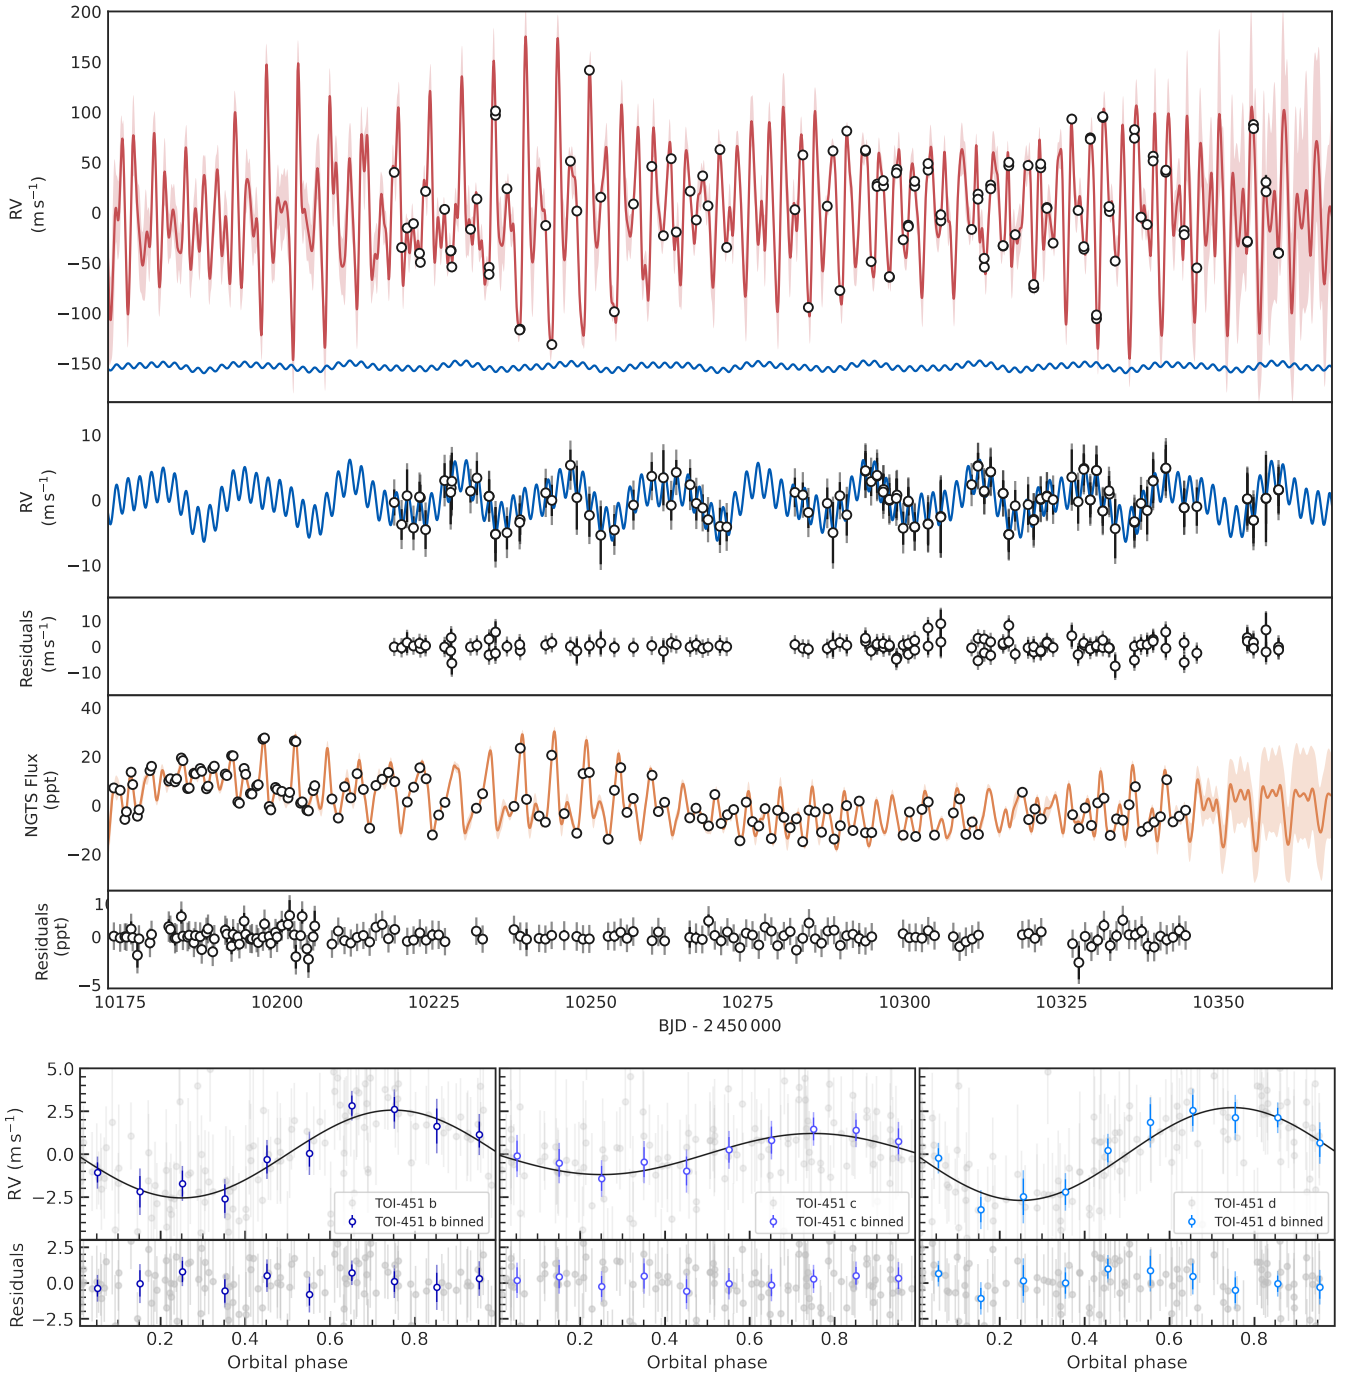 200
150
100
50
0
−50
−100
−150
RV
(m s⁻¹)
10
0
−10
RV
(m s⁻¹)
10
0
−10
Residuals
(m s⁻¹)
40
20
0
−20
NGTS Flux
(ppt)
0
−5
Residuals
(ppt)
10175 10200 10225 10250 10275 10300 10325 10350
BJD - 2 450 000
5.0
2.5
0.0
−2.5
RV (m s⁻¹)
TOI-451 b
TOI-451 b binned
TOI-451 c
TOI-451 c binned
TOI-451 d
TOI-451 d binned
2.5
0.0
−2.5
Residuals
0.2 0.4 0.6 0.8 0.2 0.4 0.6 0.8 0.2 0.4 0.6 0.8
Orbital phase Orbital phase Orbital phase